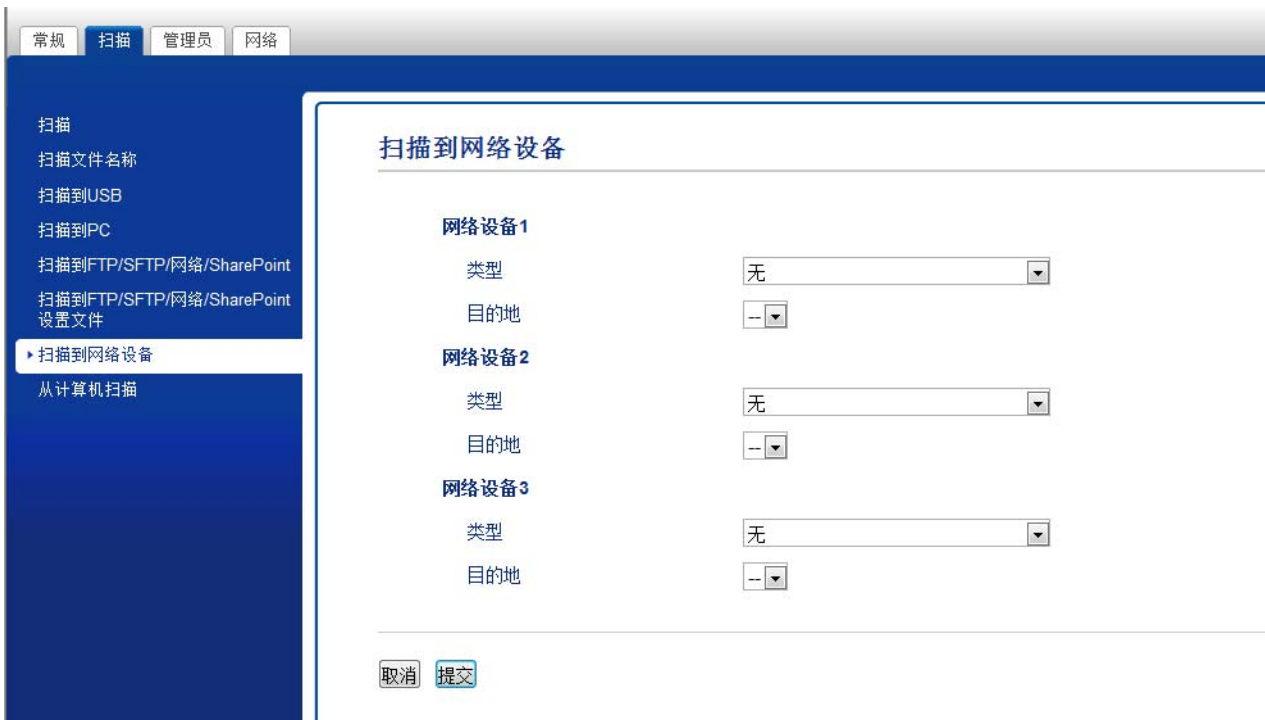 常规 扫描 管理员 网络
扫描
扫描文件名称
扫描到USB
扫描到PC
扫描到FTP/SFTP/网络/SharePoint
扫描到FTP/SFTP/网络/SharePoint
设置文件
扫描到网络设备
从计算机扫描
扫描到网络设备
网络设备1
类型 无
目的地 --
网络设备2
类型 无
目的地 --
网络设备3
类型 无
目的地 --
取消 提交